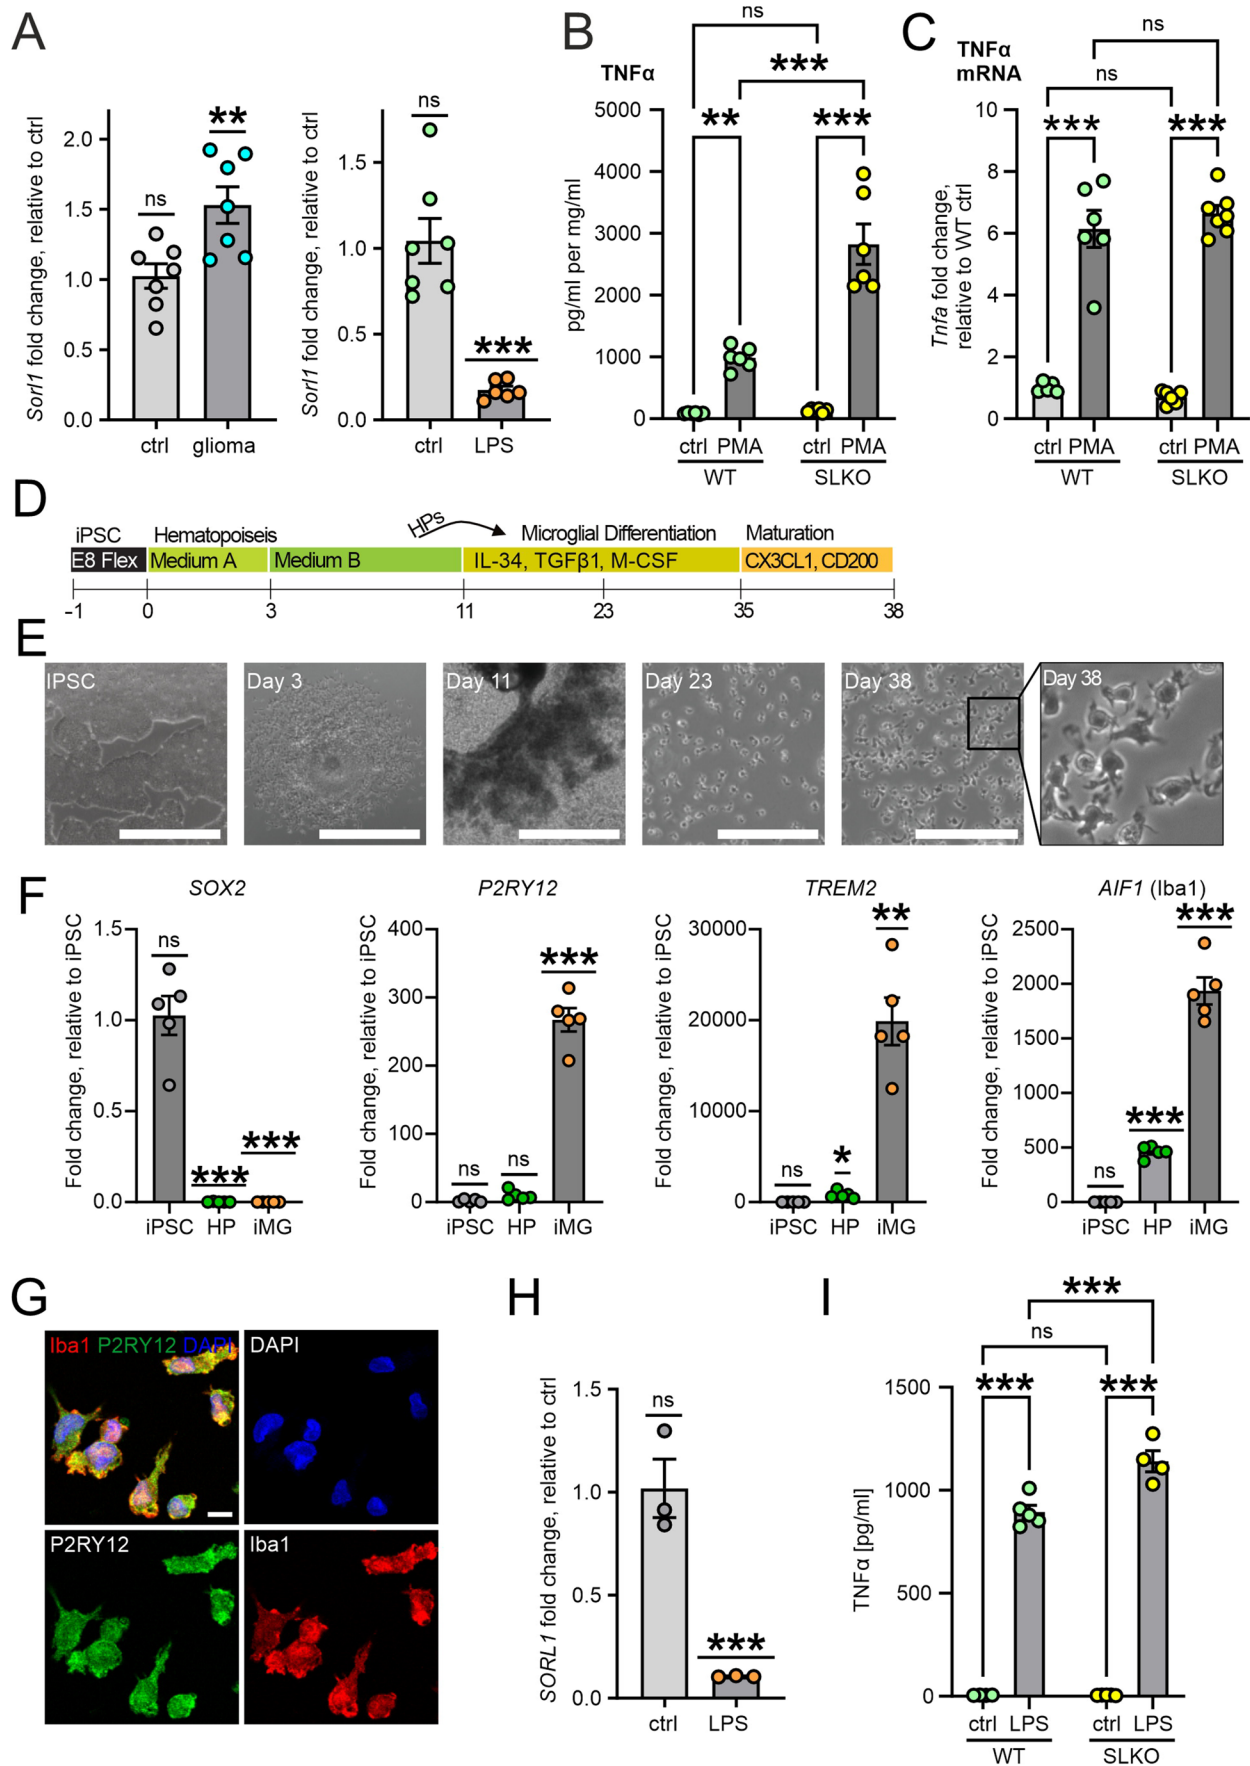 A
Sorl1 fold change, relative to ctrl
2.0
1.5
1.0
0.5
0.0
ns
**
ctrl
glioma
Sorl1 fold change, relative to ctrl
1.5
1.0
0.5
0.0
ns
***
ctrl
LPS
B
TNFα
ns
***
**
***
pg/ml per mg/ml
5000
4000
3000
2000
1000
0
ctrl PMA
ctrl PMA
WT
SLKO
C
TNFα
mRNA
ns
ns
***
***
Tnfa fold change,
relative to WT ctrl
10
8
6
4
2
0
ctrl PMA
ctrl PMA
WT
SLKO
D
iPSC
Hematopoiseis
HPs
Microglial Differentiation
Maturation
E8 Flex
Medium A
Medium B
IL-34, TGFβ1, M-CSF
CX3CL1, CD200
−1
0
3
11
23
35
38
E
IPSC
Day 3
Day 11
Day 23
Day 38
Day 38
F
SOX2
Fold change, relative to iPSC
1.5
1.0
0.5
0.0
ns
***
***
iPSC
HP
iMG
P2RY12
Fold change, relative to iPSC
400
300
200
100
0
ns
ns
***
iPSC
HP
iMG
TREM2
Fold change, relative to iPSC
30000
20000
10000
0
ns
*
**
iPSC
HP
iMG
AIF1 (Iba1)
Fold change, relative to iPSC
2500
2000
1500
1000
500
0
ns
***
***
iPSC
HP
iMG
G
Iba1 P2RY12 DAPI
DAPI
P2RY12
Iba1
H
SORL1 fold change, relative to ctrl
1.5
1.0
0.5
0.0
ns
***
ctrl
LPS
I
***
ns
***
***
TNFα [pg/ml]
1500
1000
500
0
ctrl LPS
ctrl LPS
WT
SLKO